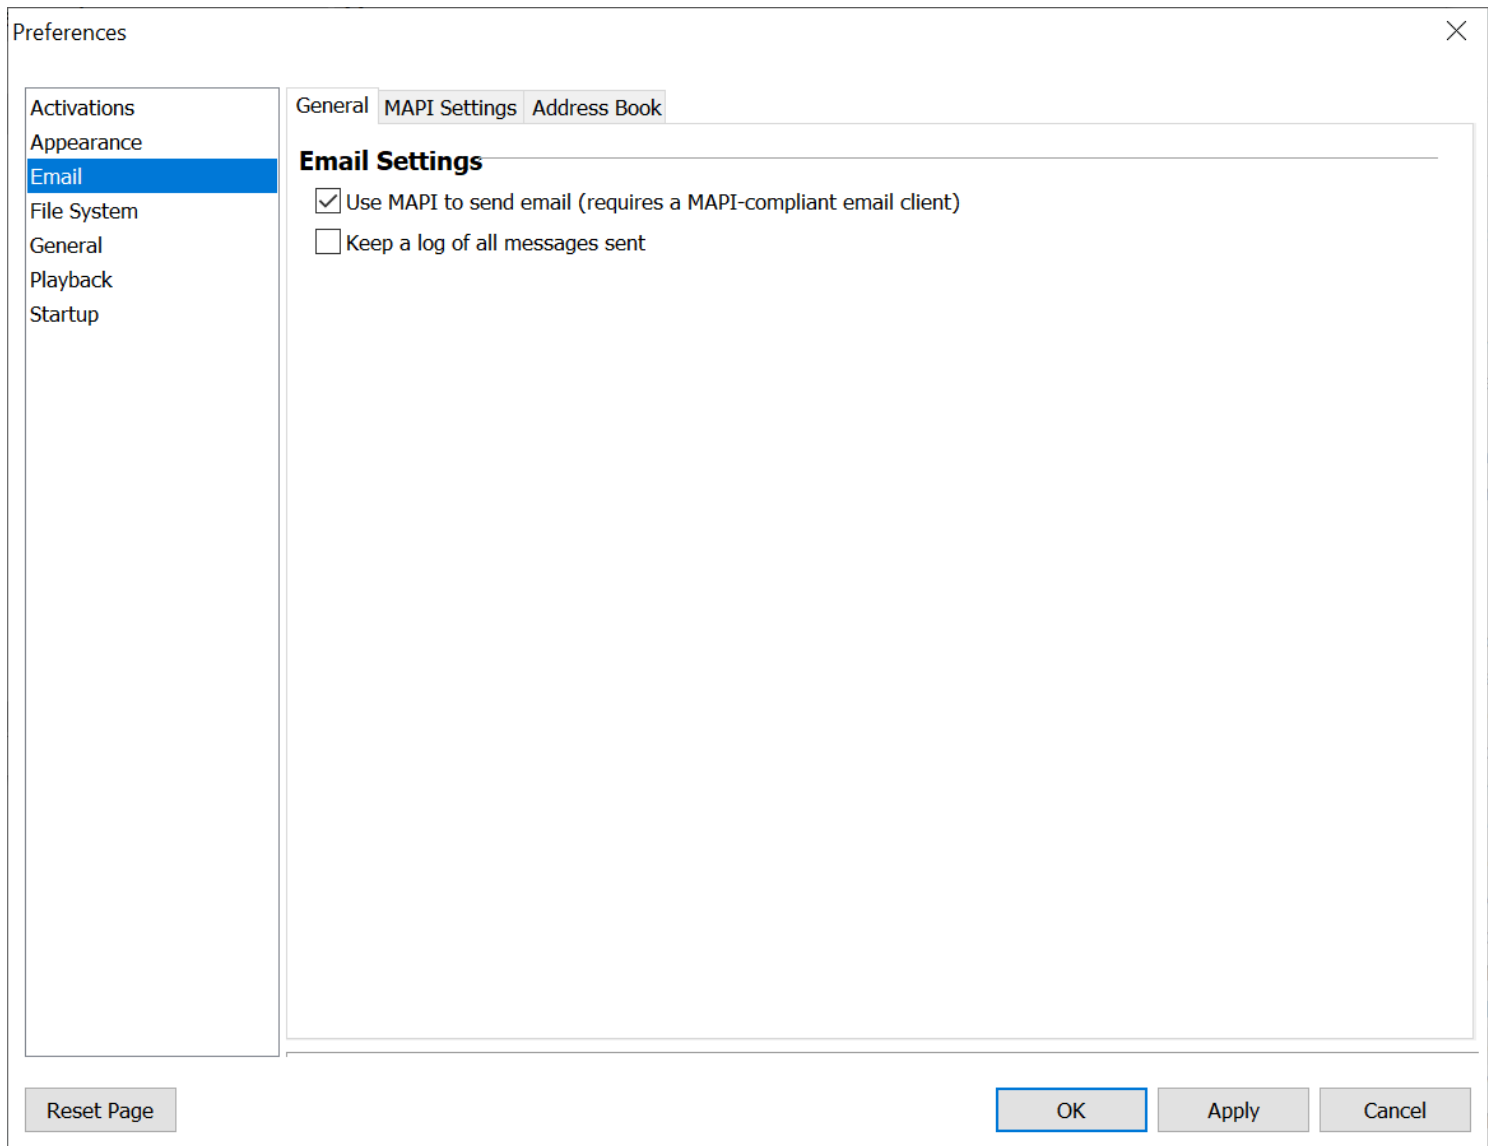 Preferences
Activations
Appearance
Email
File System
General
Playback
Startup
General MAPI Settings Address Book
Email Settings
Use MAPI to send email (requires a MAPI-compliant email client)
Keep a log of all messages sent
Reset Page OK Apply Cancel